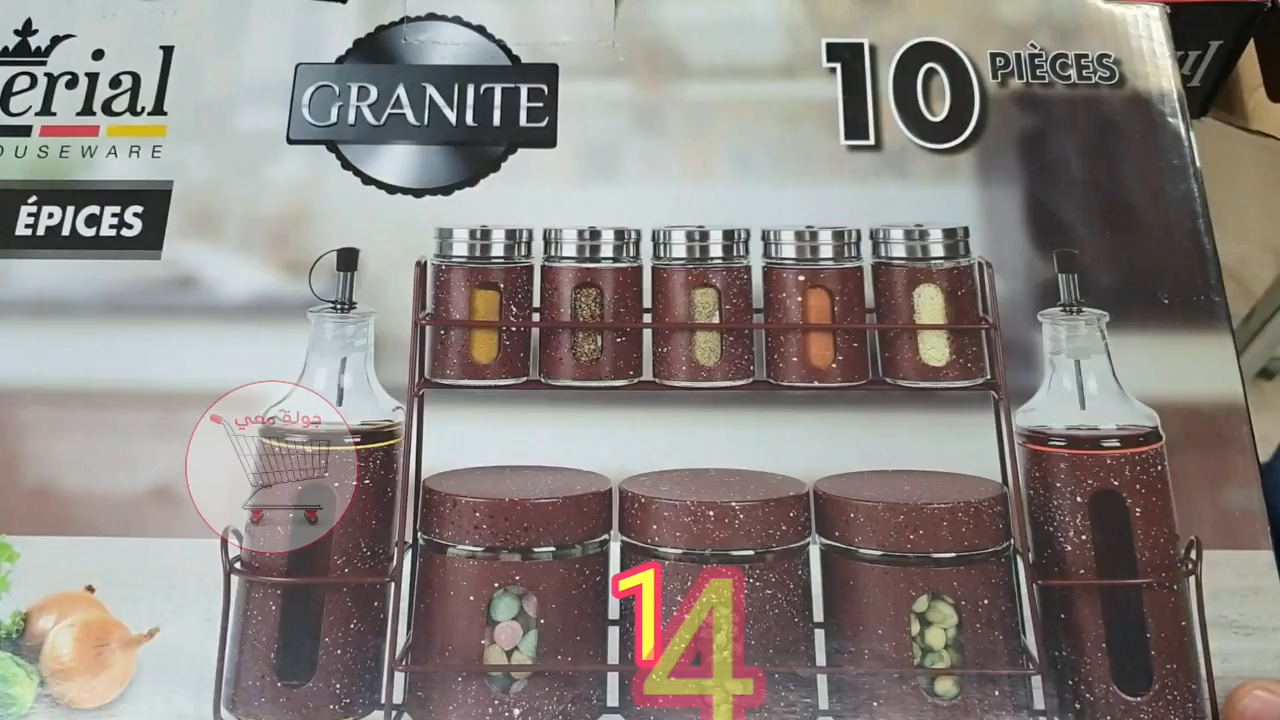 erial
OUSEWARE
ÉPICES
GRANITE
10 PIÈCES
جولة معي
14